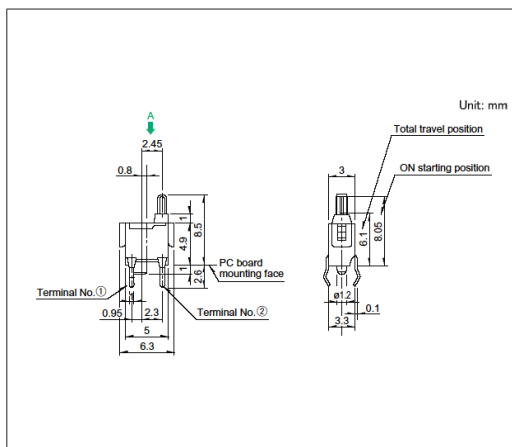 Unit: mm
A
2.45
Total travel position
0.8
3
ON starting position
1
8.5
4.9
6.1
8.05
PC board
mounting face
1
2.6
Terminal No.①
Terminal No.②
1
0.95
2.3
ø1.2
0.1
5
3.3
6.3